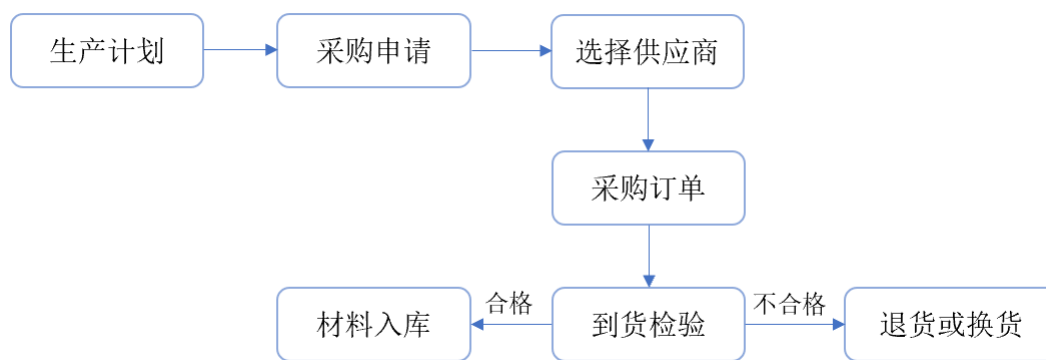 生产计划
采购申请
选择供应商
采购订单
材料入库
合格
到货检验
不合格
退货或换货